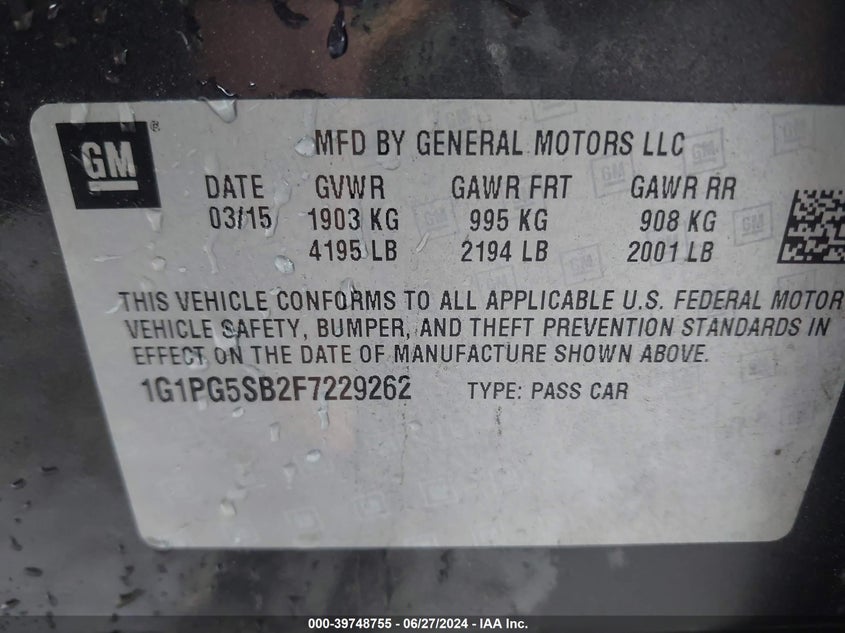 GM ®
MFD BY GENERAL MOTORS LLC
DATE GVWR GAWR FRT GAWR RR
03/15 1903 KG 995 KG 908 KG
4195 LB 2194 LB 2001 LB
THIS VEHICLE CONFORMS TO ALL APPLICABLE U.S. FEDERAL MOTOR
VEHICLE SAFETY, BUMPER, AND THEFT PREVENTION STANDARDS IN
EFFECT ON THE DATE OF MANUFACTURE SHOWN ABOVE.
1G1PG5SB2F7229262 TYPE: PASS CAR
000-39748755 - 06/27/2024 - IAA Inc.